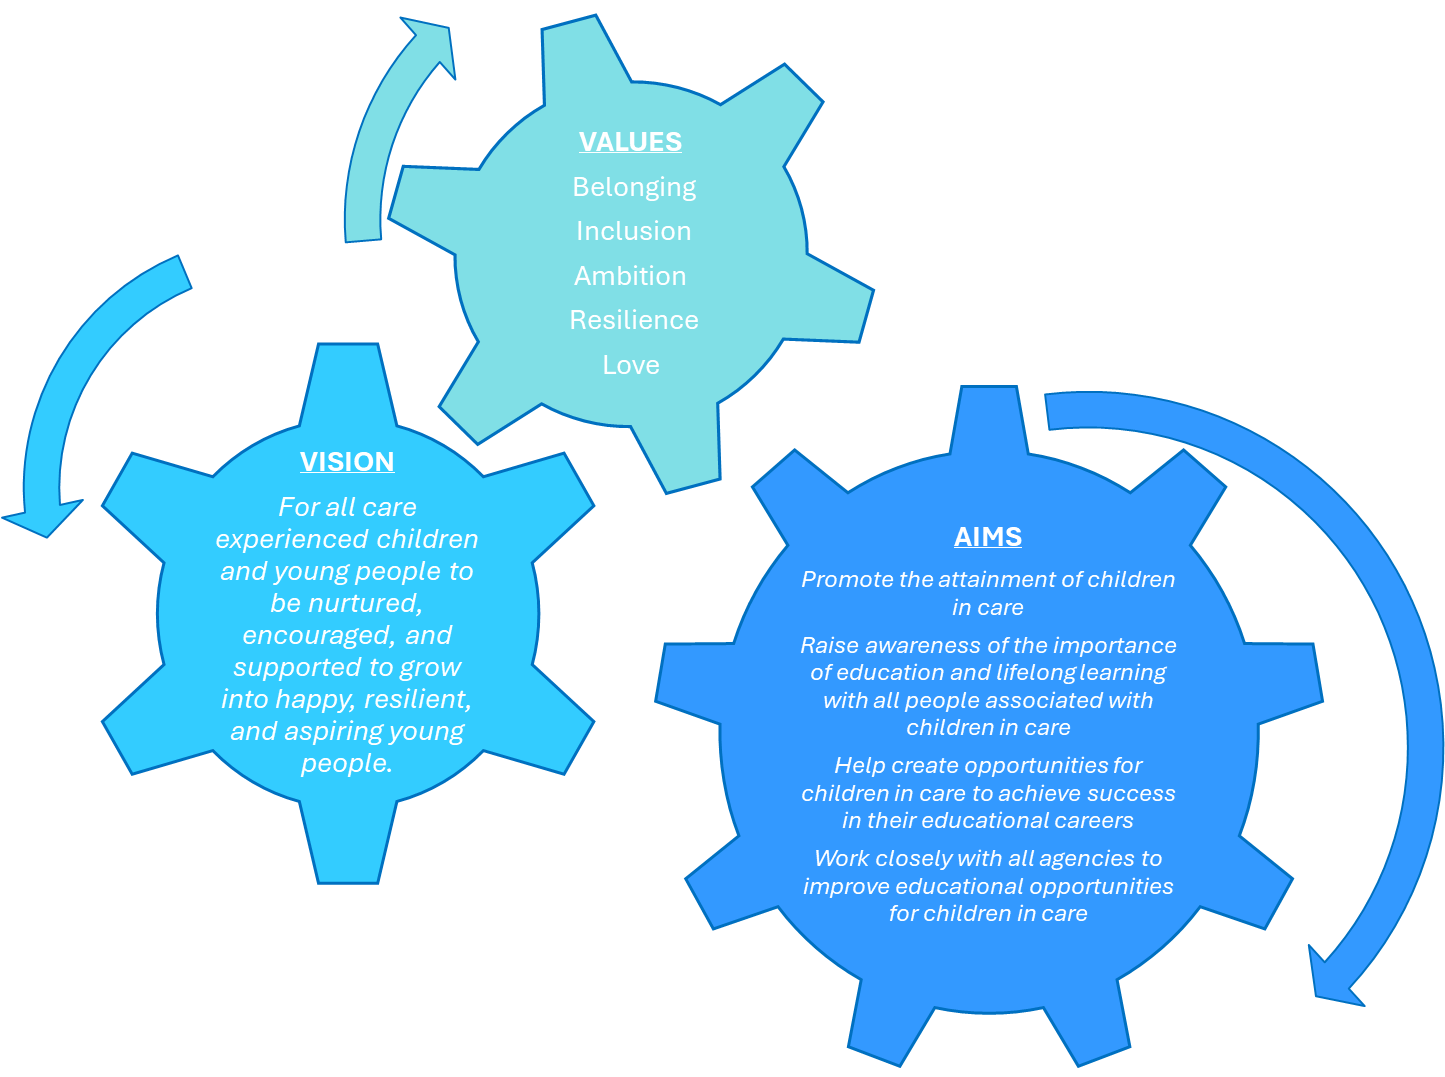 VALUES
Belonging
Inclusion
Ambition
Resilience
Love
VISION
For all care
experienced children
and young people to
be nurtured,
encouraged, and
supported to grow
into happy, resilient,
and aspiring young
people.
AIMS
Promote the attainment of children
in care
Raise awareness of the importance
of education and lifelong learning
with all people associated with
children in care
Help create opportunities for
children in care to achieve success
in their educational careers
Work closely with all agencies to
improve educational opportunities
for children in care